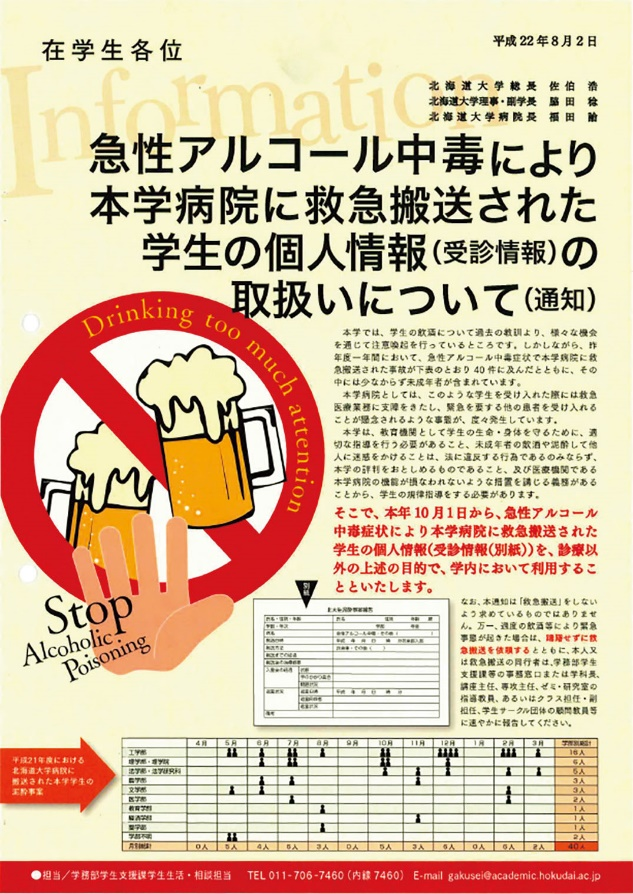 Information
在学生各位
平成22年8月2日
北海道大学総長 佐伯 浩
北海道大学理事・副学長 脇田 稔
北海道大学病院長 福田 諭
急性アルコール中毒により
本学病院に救急搬送された
学生の個人情報(受診情報)の
取扱いについて(通知)
Drinking too much attention
本学では、学生の飲酒について過去の教訓より、様々な機会
を通じて注意喚起を行っているところです。しかしながら、昨
年度一年間において、急性アルコール中毒症状で本学病院に救
急搬送された事故が下表のとおり40件に及んだとともに、その
中には少なからず未成年者が含まれています。
本学病院としては、このような学生を受け入れた際には救急
医療業務に支障をきたし、緊急を要する他の患者を受け入れる
ことが懸念されるような事態が、度々発生しています。
本学は、教育機関として学生の生命・身体を守るために、適
切な指導を行う必要があること、未成年者の飲酒や泥酔して他
人に迷惑をかけることは、法に違反する行為であるのみならず、
本学の評判をおとしめるものであること、及び医療機関である
本学病院の機能が損なわれないような措置を講じる義務がある
ことから、学生の規律指導をする必要があります。
そこで、本年10月1日から、急性アルコール
中毒症状により本学病院に救急搬送された
学生の個人情報(受診情報(別紙))を、診療以
外の上述の目的で、学内において利用するこ
とといたします。
Stop
Alcoholic
Poisoning
別紙
なお、本通知は「救急搬送」をしない
よう求めているものではありませ
ん。万一、過度の飲酒等により緊急
事態が起きた場合は、躊躇せずに救
急搬送を依頼するとともに、本人又
は救急搬送の同行者は、学務部学生
支援課等の事務窓口または学科長、
講座主任、専攻主任、ゼミ・研究室の
指導教員、あるいはクラス担任・副
担任、学生サークル団体の顧問教員等
に速やかに報告してください。
平成21年度における
北海道大学病院に
搬送された本学学生の
泥酔事案
4月 5月 6月 7月 8月 9月 10月 11月 12月 1月 2月 3月 学部別総計
工学部 16人
理学部・理学院 6人
法学部・法学研究科 5人
農学部 3人
文学部 3人
医学部 2人
教育学部 1人
経済学部 1人
薬学部 1人
学部不明 2人
月別総計 0人 5人 4人 6人 3人 0人 5人 3人 6人 0人 5人 3人 40人
●担当/学務部学生支援課学生生活・相談担当 TEL 011-706-7460(内線7460) E-mail gakusei@academic.hokudai.ac.jp